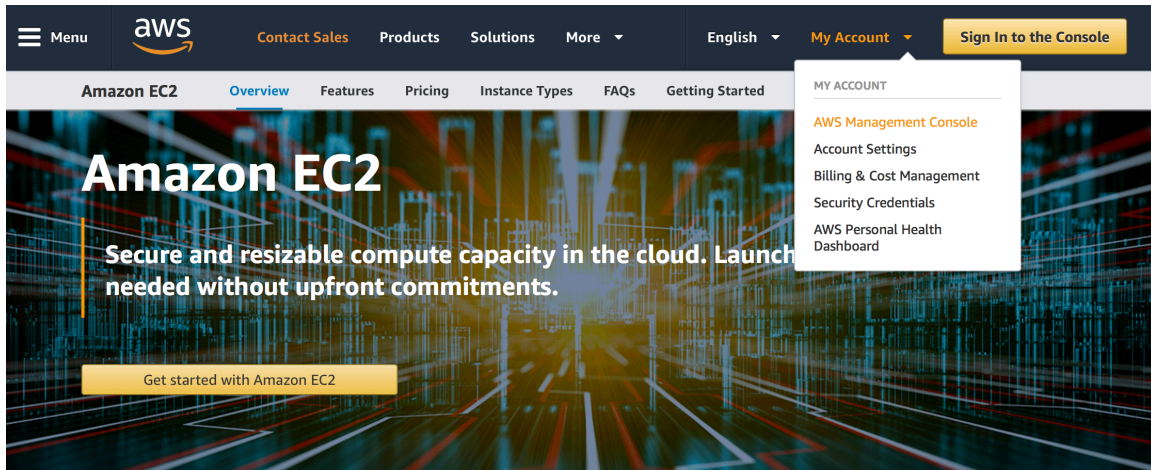 Menu
aws
Contact Sales Products Solutions More English My Account Sign In to the Console
Amazon EC2 Overview Features Pricing Instance Types FAQs Getting Started
MY ACCOUNT
AWS Management Console
Account Settings
Billing & Cost Management
Security Credentials
AWS Personal Health
Dashboard
Amazon EC2
Secure and resizable compute capacity in the cloud. Launch
needed without upfront commitments.
Get started with Amazon EC2